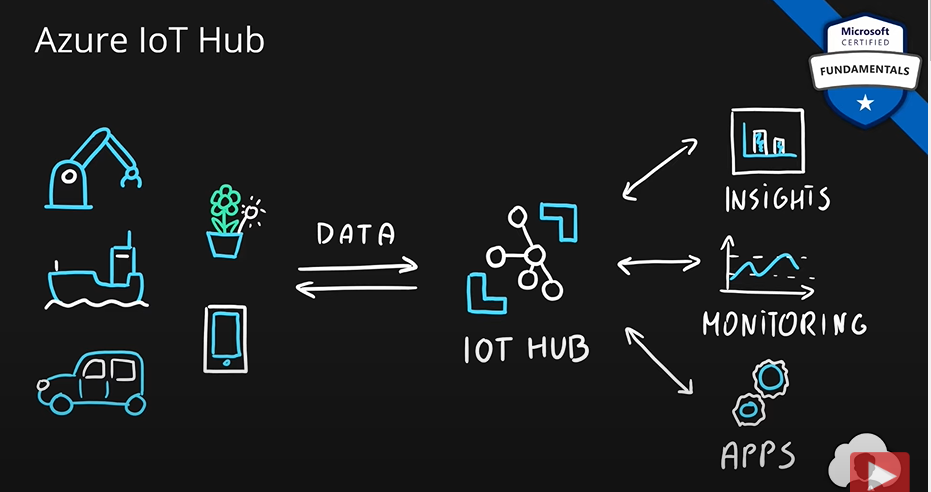 Azure IoT Hub
Microsoft
CERTIFIED
FUNDAMENTALS
DATA
IOT HUB
INSiGHTS
MONiTORiNG
APPS